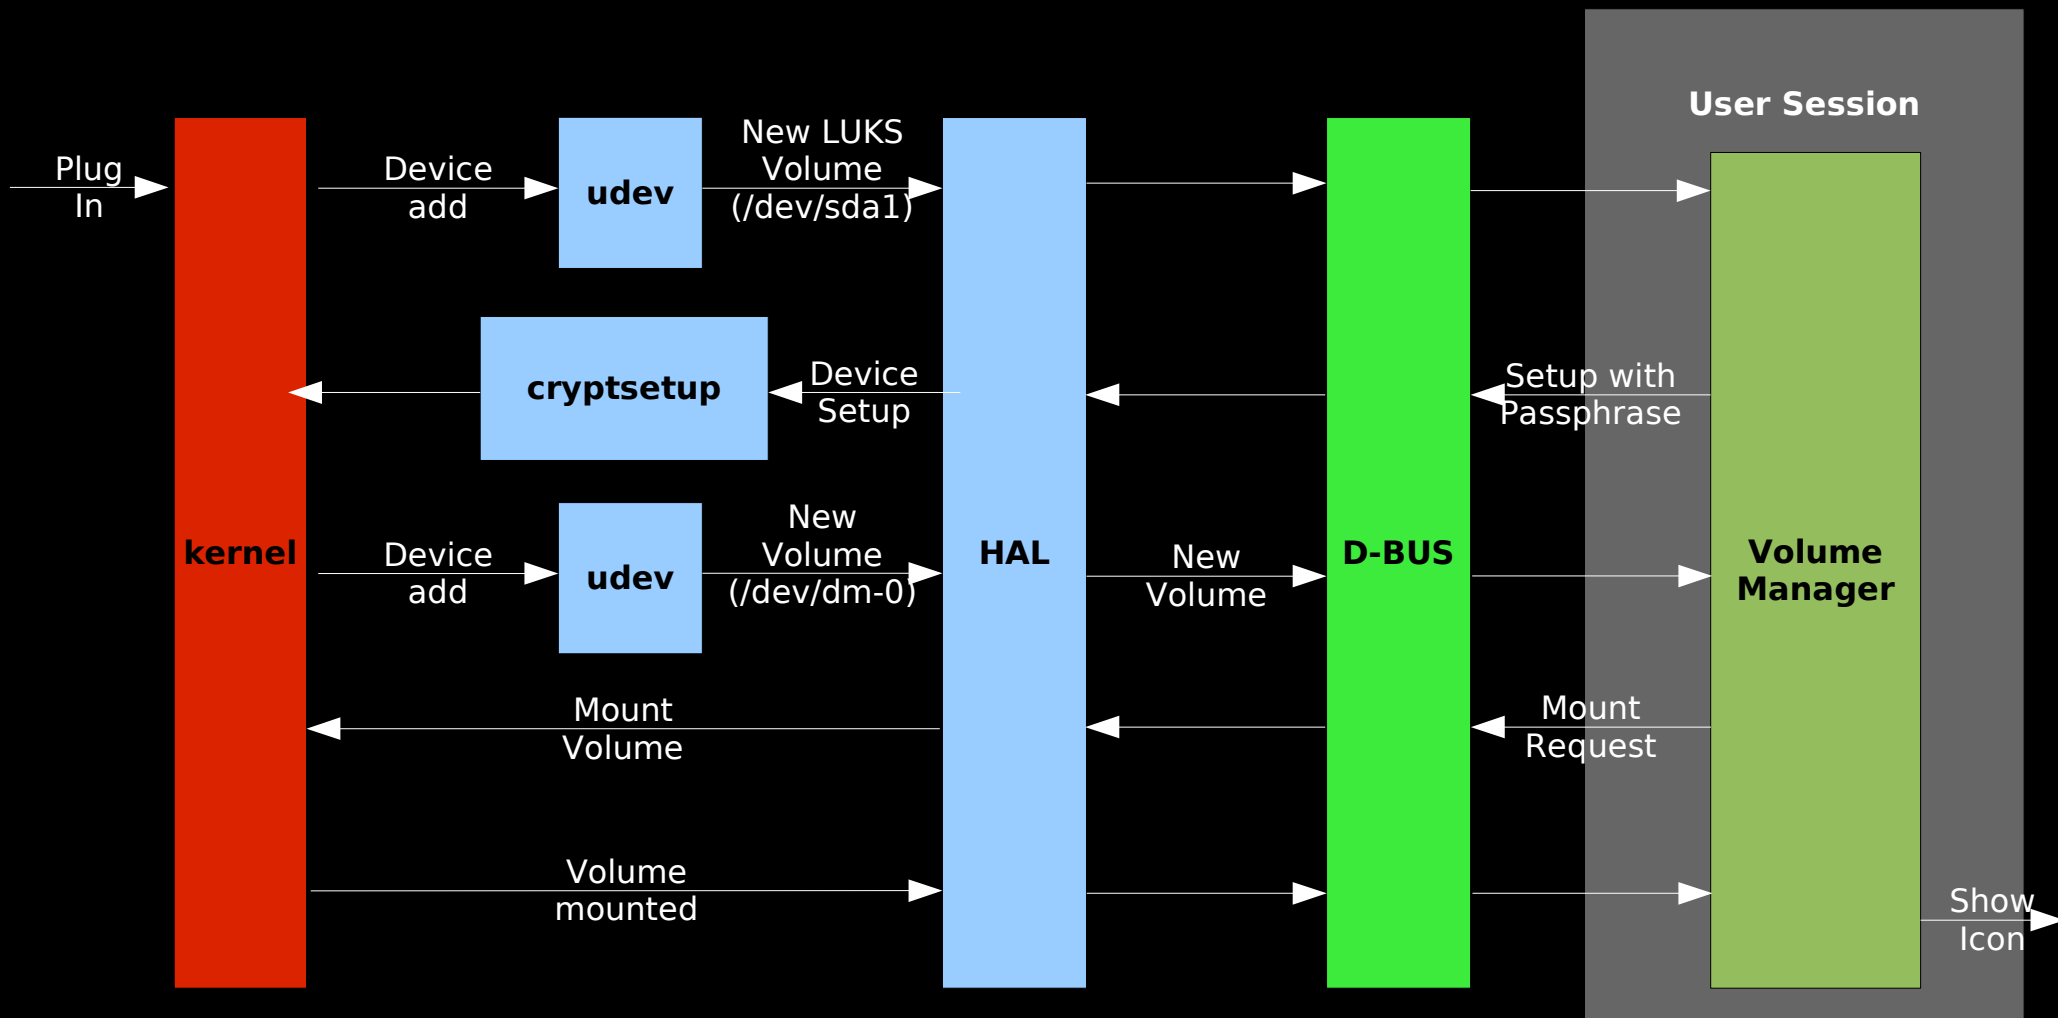 User Session
Plug
In
Device
add
udev
New LUKS
Volume
(/dev/sda1)
cryptsetup
Device
Setup
Setup with
Passphrase
kernel
Device
add
udev
New
Volume
(/dev/dm-0)
HAL
New
Volume
D-BUS
Volume
Manager
Mount
Volume
Mount
Request
Volume
mounted
Show
Icon